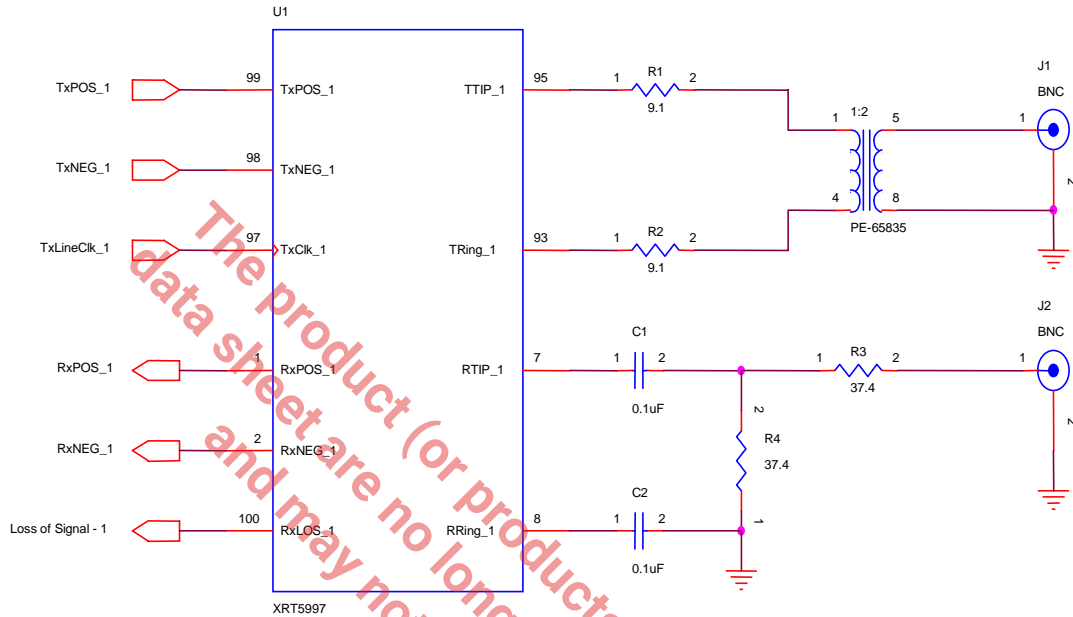 U1
TxPOS_1
99
TxPOS_1
TTIP_1
95
1
R1
2
9.1
1:2
1
5
4
8
PE-65835
J1
BNC
1
2
TxNEG_1
98
TxNEG_1
TxLineClk_1
97
TxClk_1
TRing_1
93
1
R2
2
9.1
RxPOS_1
1
RxPOS_1
RTIP_1
7
C1
1
2
0.1uF
1
R3
2
37.4
J2
BNC
1
2
RxNEG_1
2
RxNEG_1
2
R4
37.4
1
Loss of Signal - 1
100
RxLOS_1
RRing_1
8
C2
1
2
0.1uF
XRT5997
The product (or products
data sheet are no long
and may not